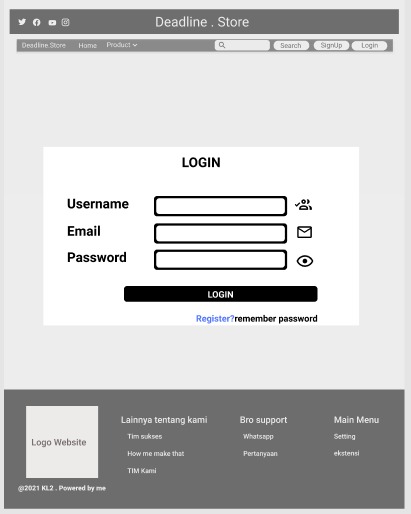 Deadline . Store
Deadline.Store Home Product Search SignUp Login
LOGIN
Username
Email
Password
LOGIN
Register?remember password
Logo Website
Lainnya tentang kami
Tim sukses
How me make that
TIM Kami
Bro support
Whatsapp
Pertanyaan
Main Menu
Setting
ekstensi
@2021 KL2 . Powered by me